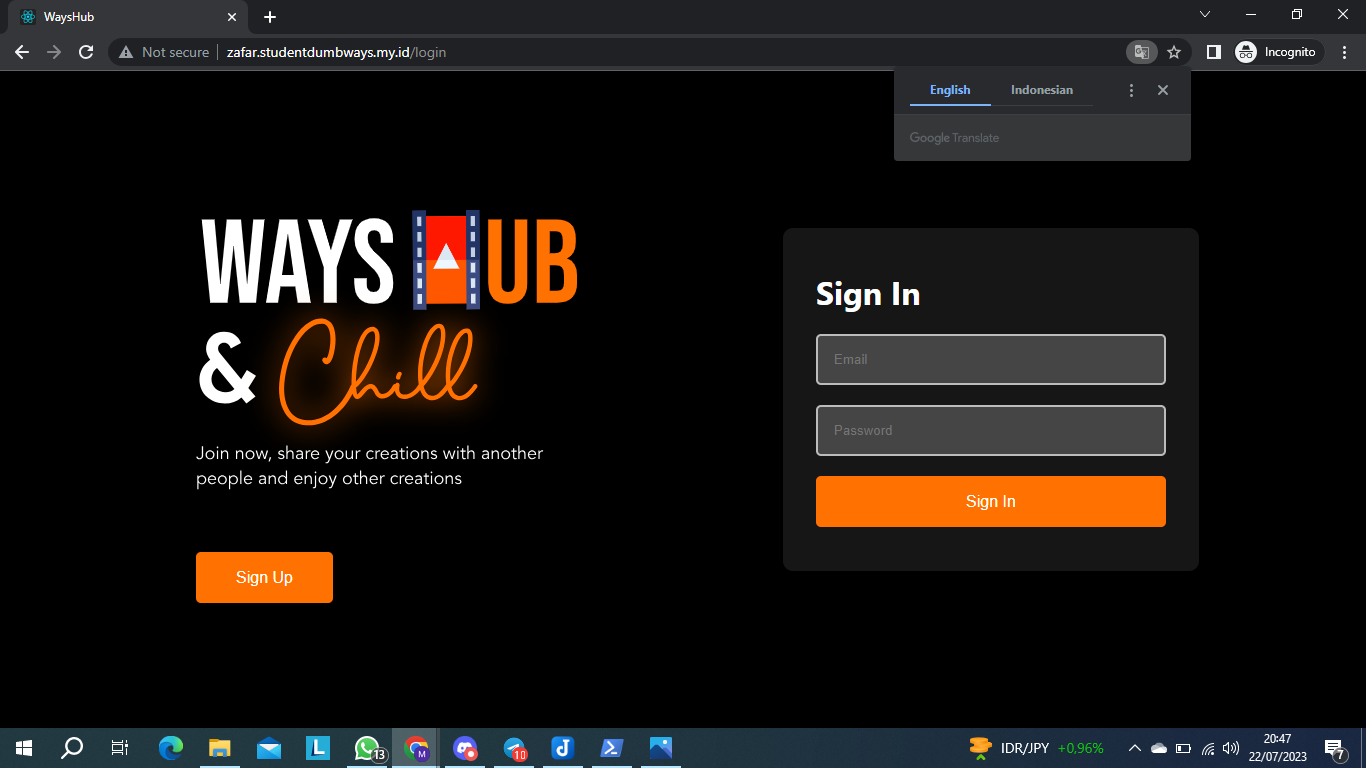 WaysHub
Not secure
zafar.studentdumbways.my.id/login
Incognito
English
Indonesian
Google Translate
WAYS HUB
& Chill
Join now, share your creations with another
people and enjoy other creations
Sign Up
Sign In
Email
Password
Sign In
L
13
M
10
IDR/JPY +0,96%
20:47
22/07/2023
7